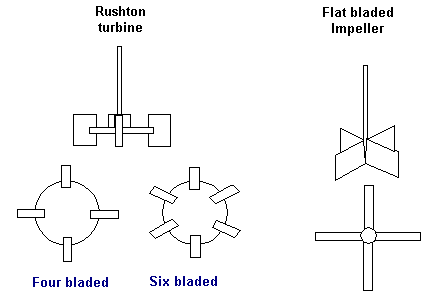 Rushton
turbine
Flat bladed
Impeller
Four bladed
Six bladed